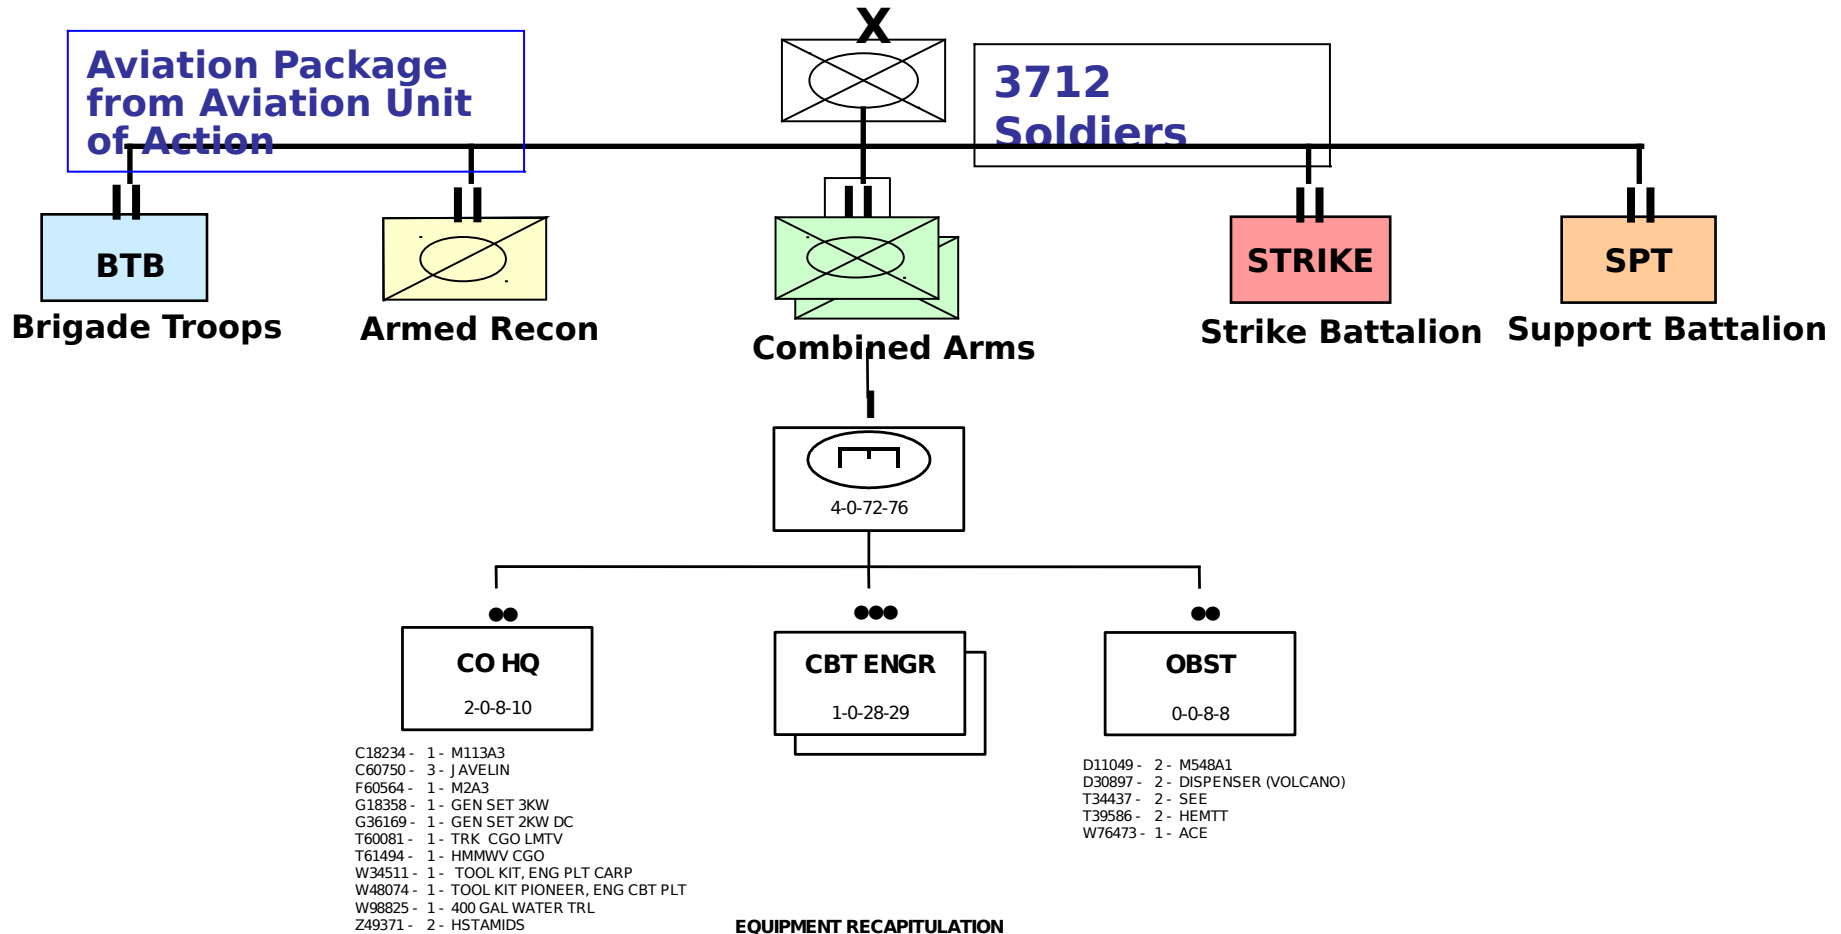 X
Aviation Package
from Aviation Unit
of Action
3712
Soldiers
BTB
STRIKE
SPT
Brigade Troops
Armed Recon
Combined Arms
Strike Battalion
Support Battalion
4-0-72-76
CO HQ
2-0-8-10
CBT ENGR
1-0-28-29
OBST
0-0-8-8
C18234 - 1 - M113A3
C60750 - 3 - JAVELIN
F60564 - 1 - M2A3
G18358 - 1 - GEN SET 3KW
G36169 - 1 - GEN SET 2KW DC
T60081 - 1 - TRK CGO LMTV
T61494 - 1 - HMMWV CGO
W34511 - 1 - TOOL KIT, ENG PLT CARP
W48074 - 1 - TOOL KIT PIONEER, ENG CBT PLT
W98825 - 1 - 400 GAL WATER TRL
Z49371 - 2 - HSTAMIDS
D11049 - 2 - M548A1
D30897 - 2 - DISPENSER (VOLCANO)
T34437 - 2 - SEE
T39586 - 2 - HEMTT
W76473 - 1 - ACE
EQUIPMENT RECAPITULATION